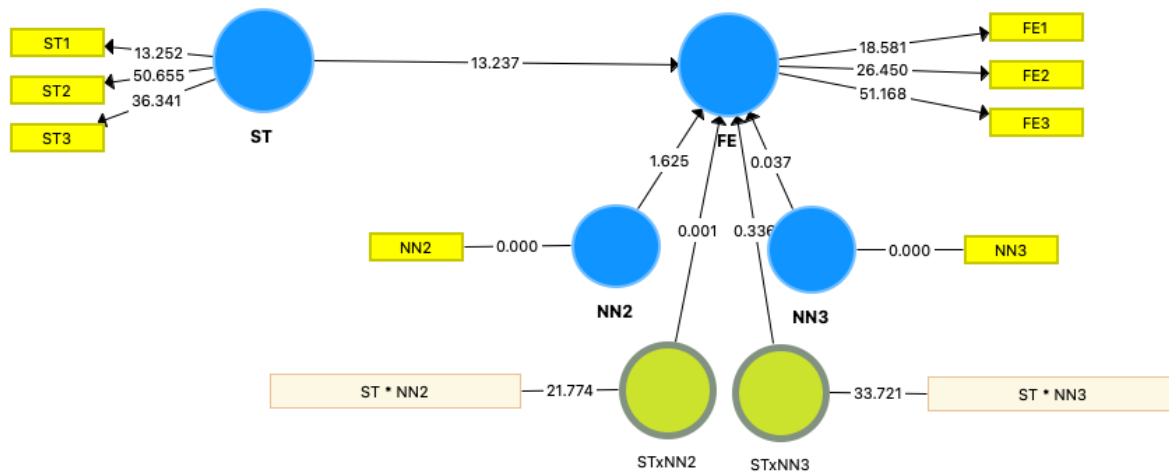 ST1
13.252
ST2
50.655
ST3
36.341
ST
13.237
FE
18.581
FE1
26.450
FE2
51.168
FE3
1.625
0.037
0.001
0.336
NN2
0.000
NN2
0.000
NN3
NN3
ST * NN2
21.774
STxNN2
STxNN3
33.721
ST * NN3